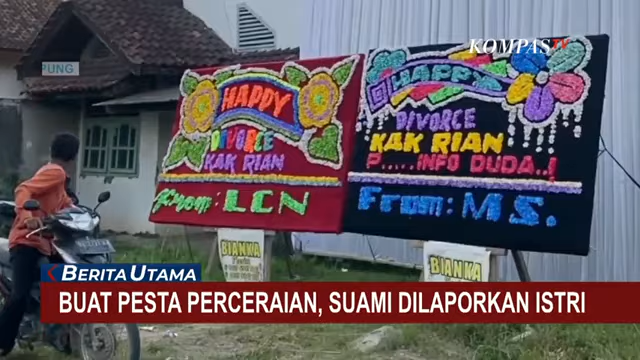 KOMPAS TV
PUNG
HAPPY
DIVORCE
KAK RIAN
From: LCN
HAPPY
DIVORCE
KAK RIAN
P.....INFO DUDA..!
From: MS.
BIANKA
BIANKA
BERITA UTAMA
BUAT PESTA PERCERAIAN, SUAMI DILAPORKAN ISTRI